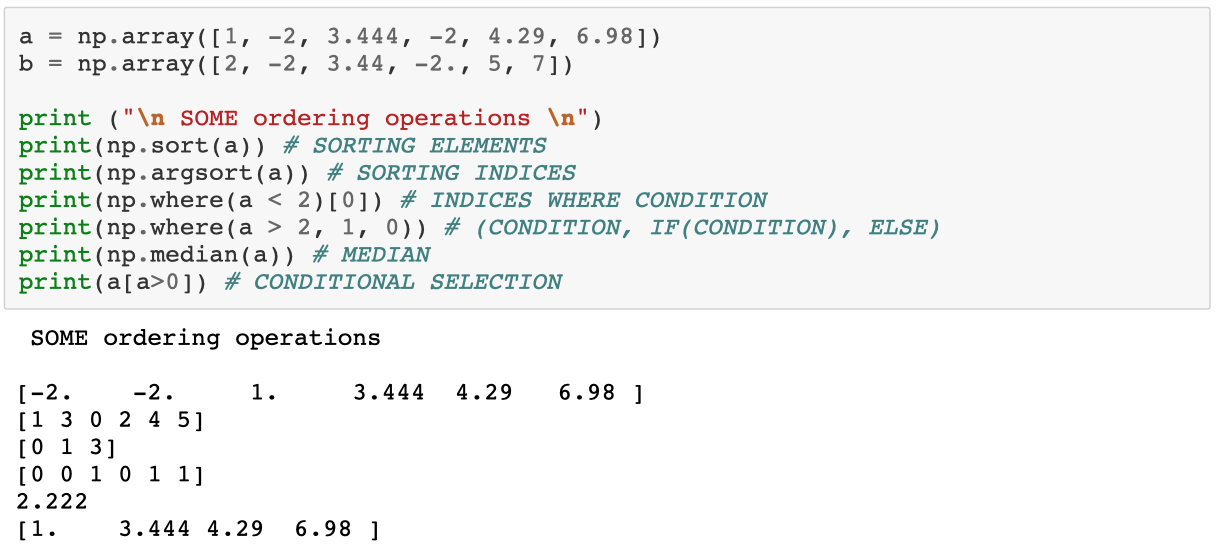 a = np.array([1, -2, 3.444, -2, 4.29, 6.98])
b = np.array([2, -2, 3.44, -2., 5, 7])
print ("\n SOME ordering operations \n")
print(np.sort(a)) # SORTING ELEMENTS
print(np.argsort(a)) # SORTING INDICES
print(np.where(a < 2)[0]) # INDICES WHERE CONDITION
print(np.where(a > 2, 1, 0)) # (CONDITION, IF(CONDITION), ELSE)
print(np.median(a)) # MEDIAN
print(a[a>0]) # CONDITIONAL SELECTION
SOME ordering operations
[-2.    -2.     1.     3.444  4.29   6.98 ]
[1 3 0 2 4 5]
[0 1 3]
[0 0 1 0 1 1]
2.222
[1.    3.444 4.29  6.98 ]